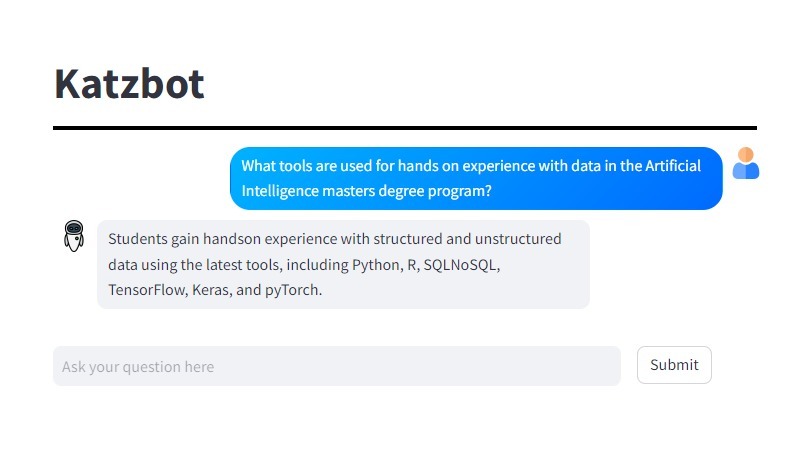 Katzbot
What tools are used for hands on experience with data in the Artificial
Intelligence masters degree program?
Students gain handson experience with structured and unstructured
data using the latest tools, including Python, R, SQLNoSQL,
TensorFlow, Keras, and pyTorch.
Ask your question here
Submit